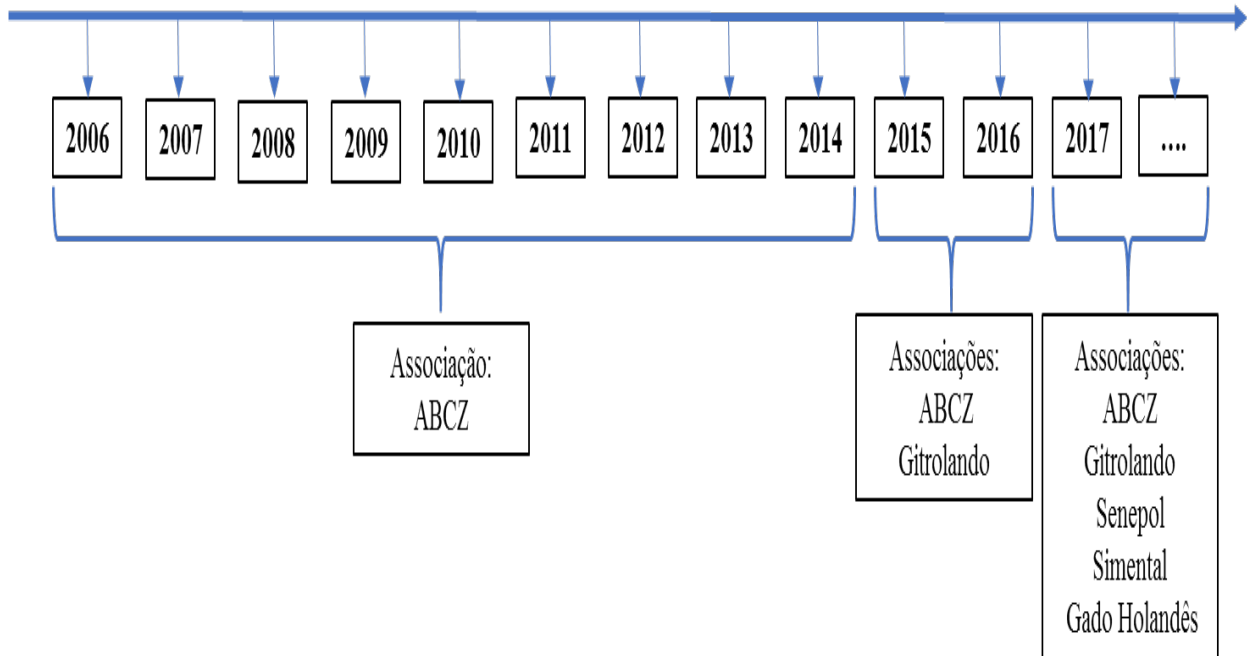 2006 2007 2008 2009 2010 2011 2012 2013 2014 2015 2016 2017 ....
Associação:
ABCZ
Associações:
ABCZ
Gitrolando
Associações:
ABCZ
Gitrolando
Senepol
Simental
Gado Holandês